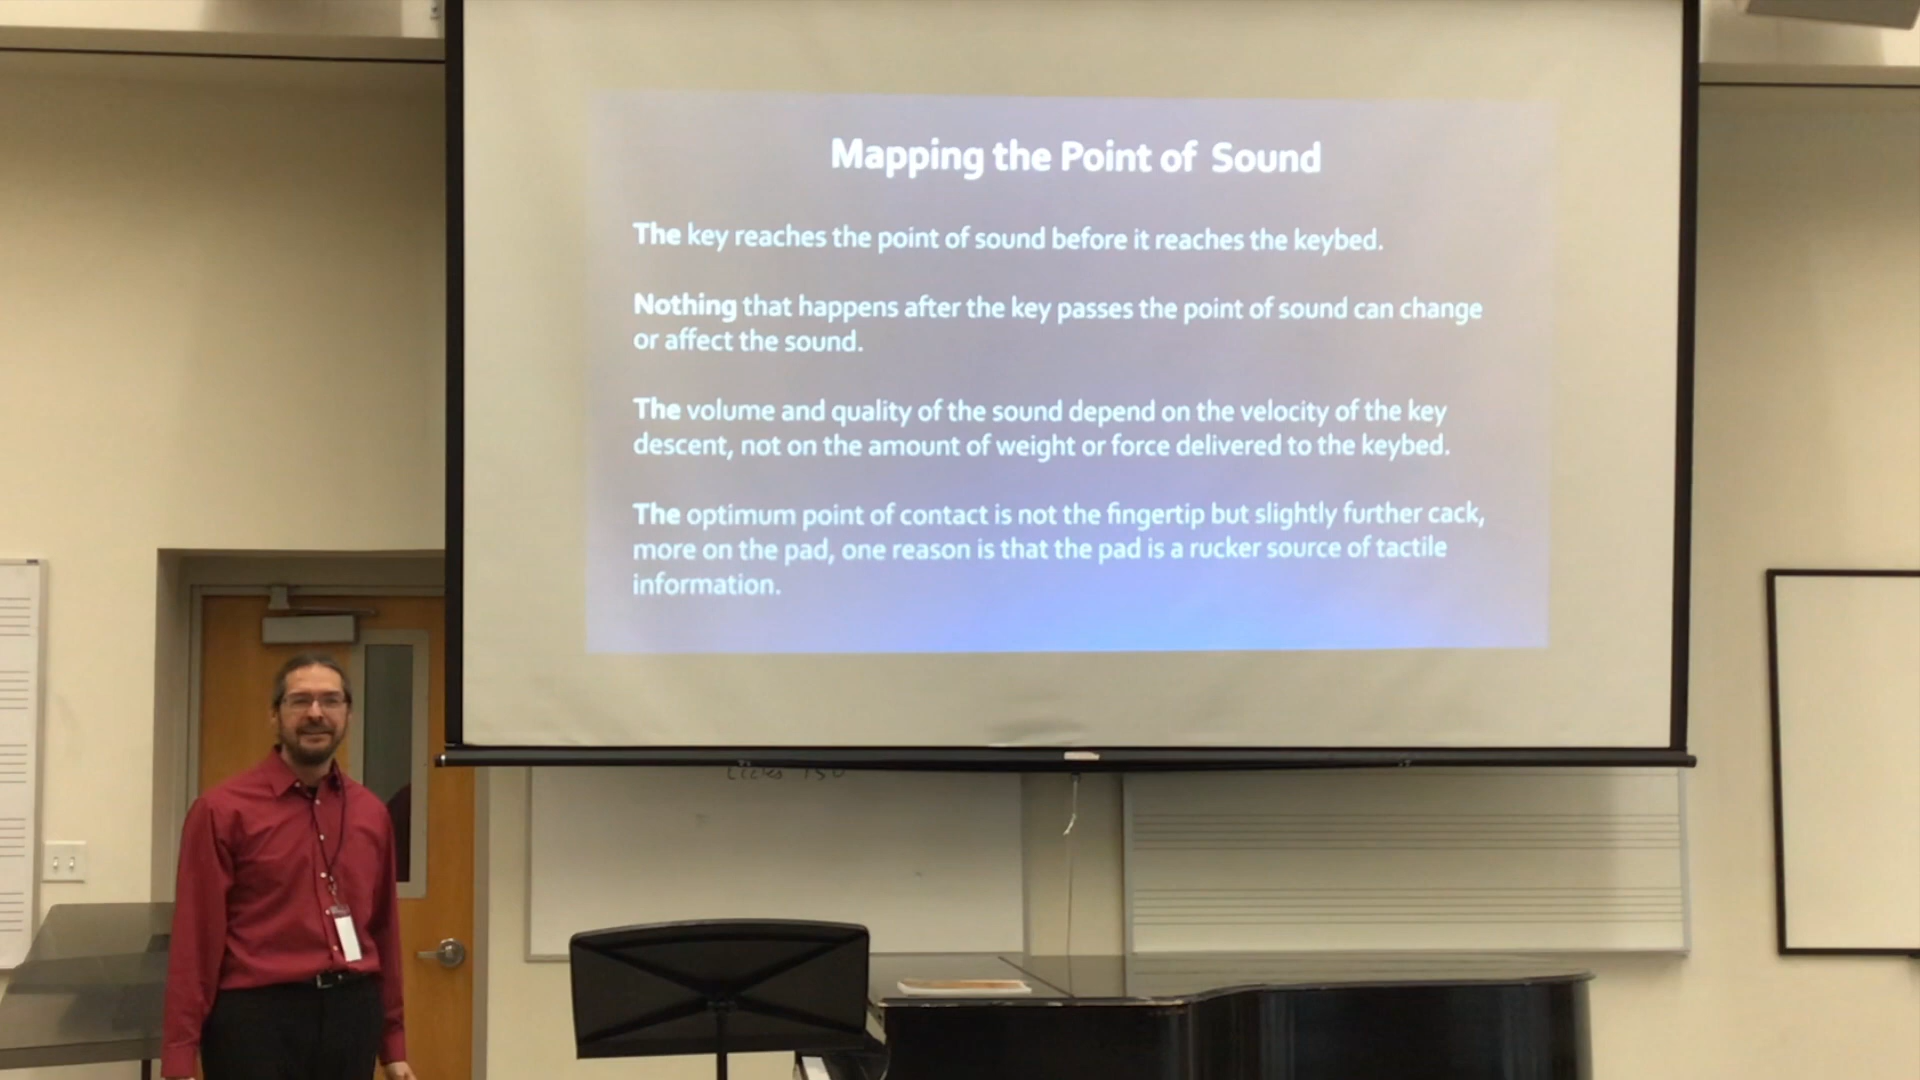 Mapping the Point of Sound
The key reaches the point of sound before it reaches the keybed.
Nothing that happens after the key passes the point of sound can change
or affect the sound.
The volume and quality of the sound depend on the velocity of the key
descent, not on the amount of weight or force delivered to the keybed.
The optimum point of contact is not the fingertip but slightly further cack,
more on the pad, one reason is that the pad is a rucker source of tactile
information.